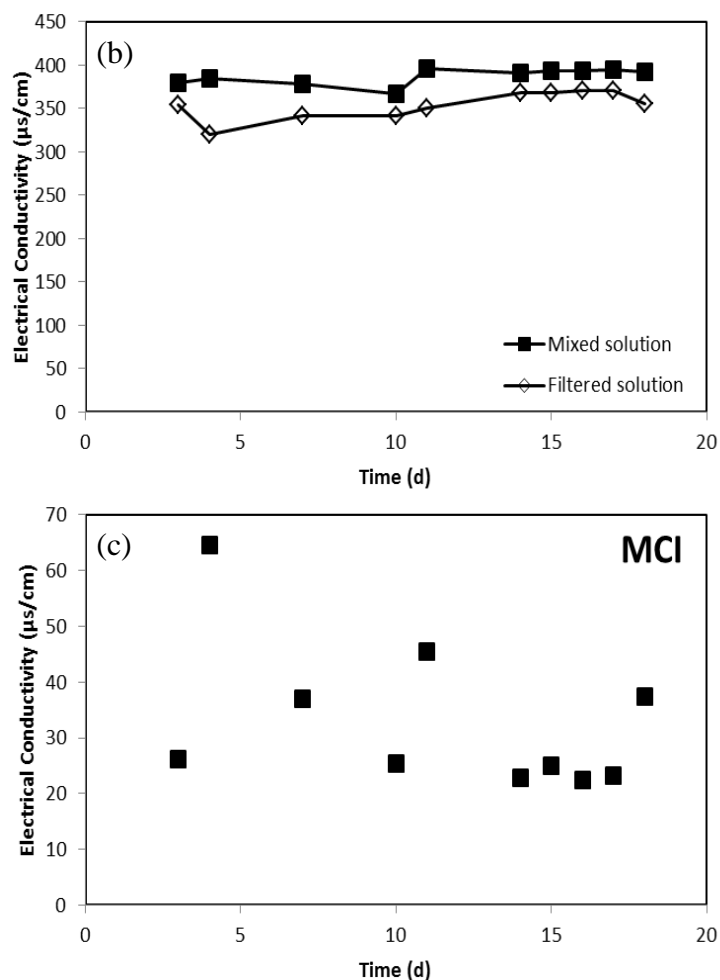 (b)
Electrical Conductivity (µs/cm)
450
400
350
300
250
200
150
100
50
0
Mixed solution
Filtered solution
0 5 10 15 20
Time (d)
(c)
MCI
Electrical Conductivity (µs/cm)
70
60
50
40
30
20
10
0
0 5 10 15 20
Time (d)